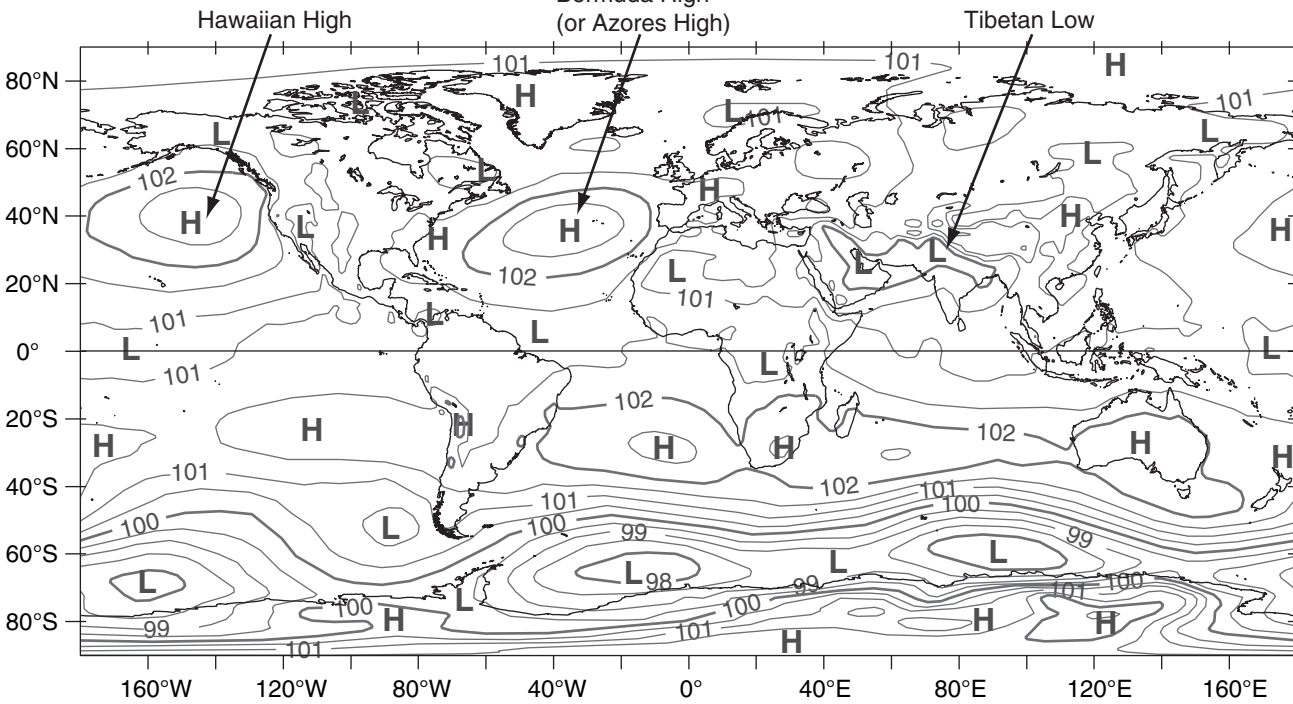 Bermuda High
Hawaiian High
(or Azores High)
Tibetan Low
101
101
80°N
H
H
L
L
101
101
L
L
60°N
L
L
102
H
40°N
H
H
L
H
H
H
H
L
L
L
102
20°N
101
L
101
L
0°
L
L
L
101
102
20°S
H
H
102
H
H
H
H
H
101
40°S
102
101
101
100
100
L
100
99
99
60°S
L
L
L
L
98
99
101
100
L
100
100
80°S
99
H
H
H
101
H
101
160°W
120°W
80°W
40°W
0°
40°E
80°E
120°E
160°E